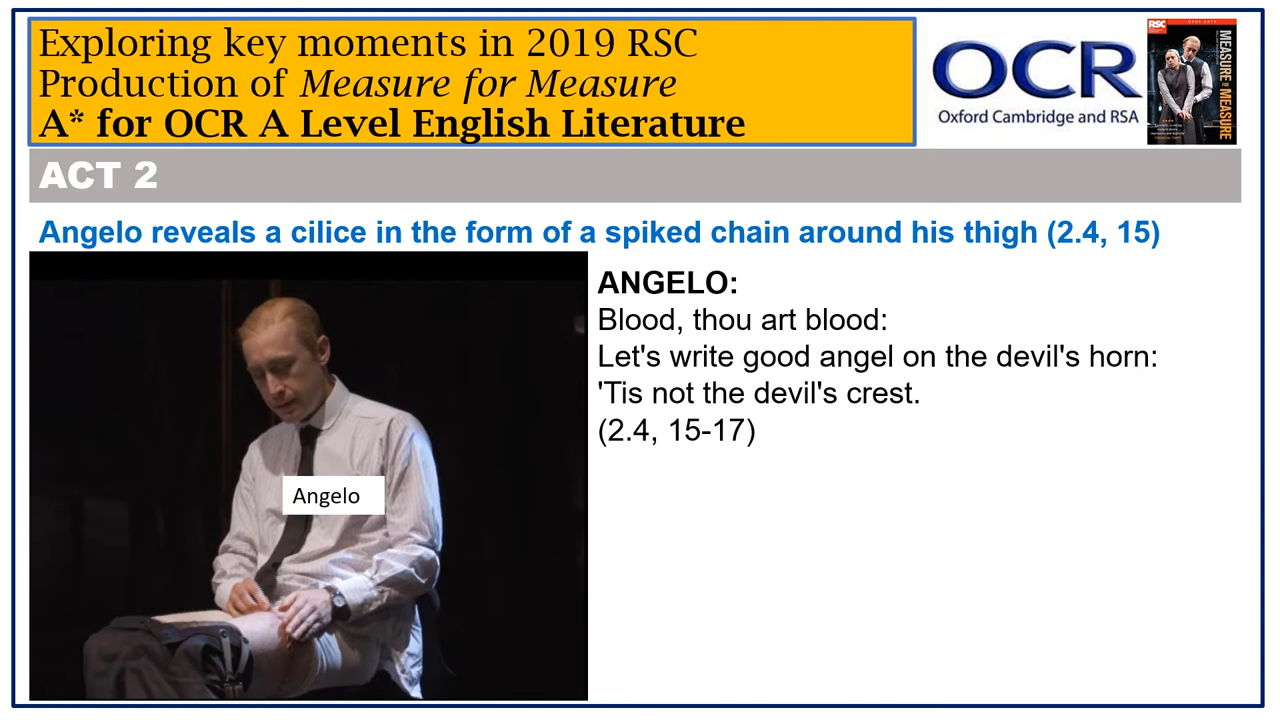 Exploring key moments in 2019 RSC
Production of Measure for Measure
A* for OCR A Level English Literature
OCR
Oxford Cambridge and RSA
RSC
OPUS ARTE
MEASURE FOR MEASURE
ACT 2
Angelo reveals a cilice in the form of a spiked chain around his thigh (2.4, 15)
Angelo
ANGELO:
Blood, thou art blood:
Let's write good angel on the devil's horn:
'Tis not the devil's crest.
(2.4, 15-17)